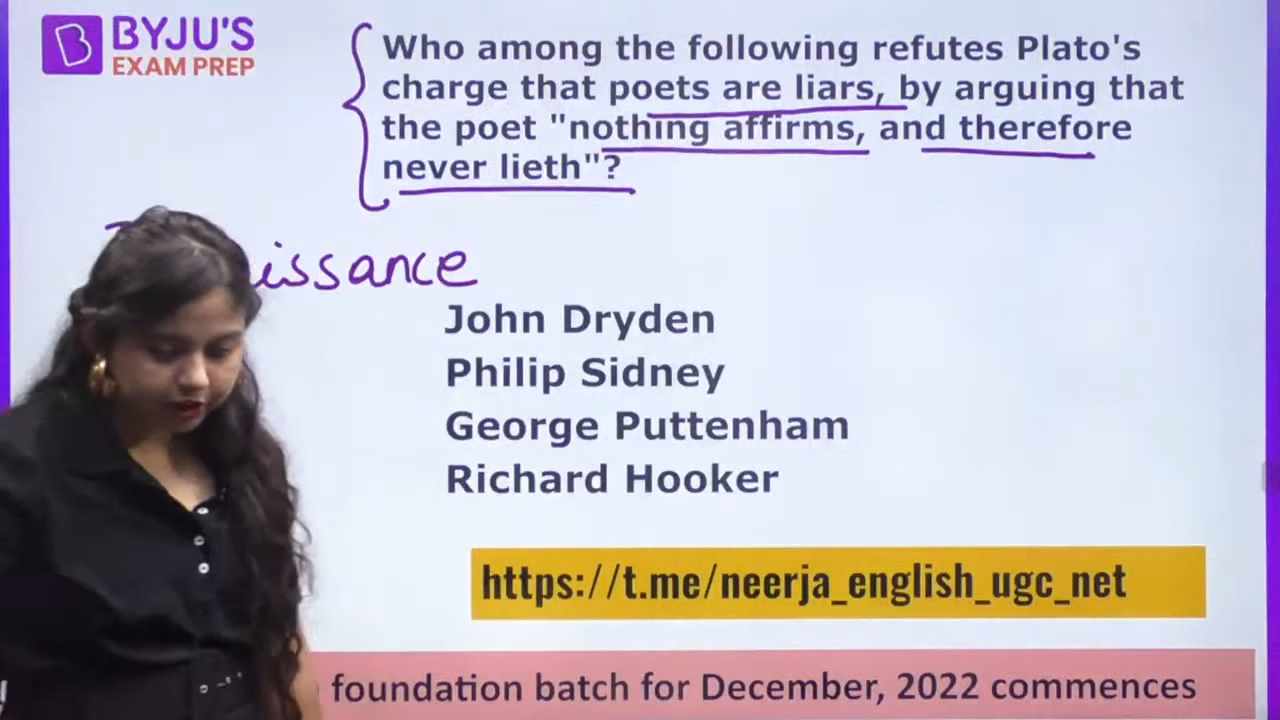 BYJU'S
EXAM PREP
Who among the following refutes Plato's
charge that poets are liars, by arguing that
the poet "nothing affirms, and therefore
never lieth"?
issance
John Dryden
Philip Sidney
George Puttenham
Richard Hooker
https://t.me/neerja_english_ugc_net
foundation batch for December, 2022 commences